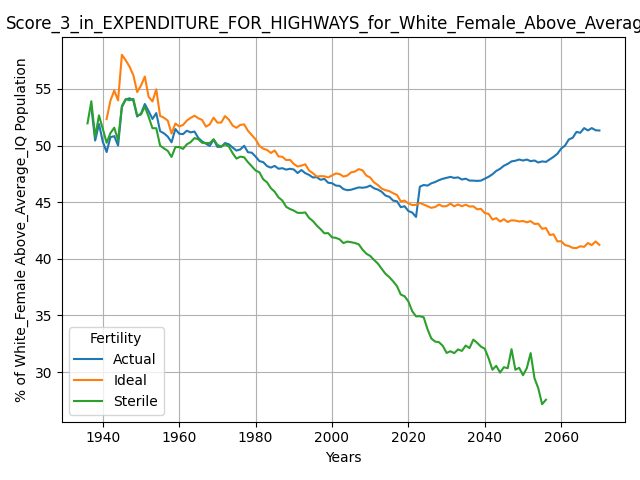 Score_3_in_EXPENDITURE_FOR_HIGHWAYS_for_White_Female_Above_Averag
% of White_Female Above_Average_IQ Population
55
50
45
40
35
30
Fertility
Actual
Ideal
Sterile
1940 1960 1980 2000 2020 2040 2060
Years